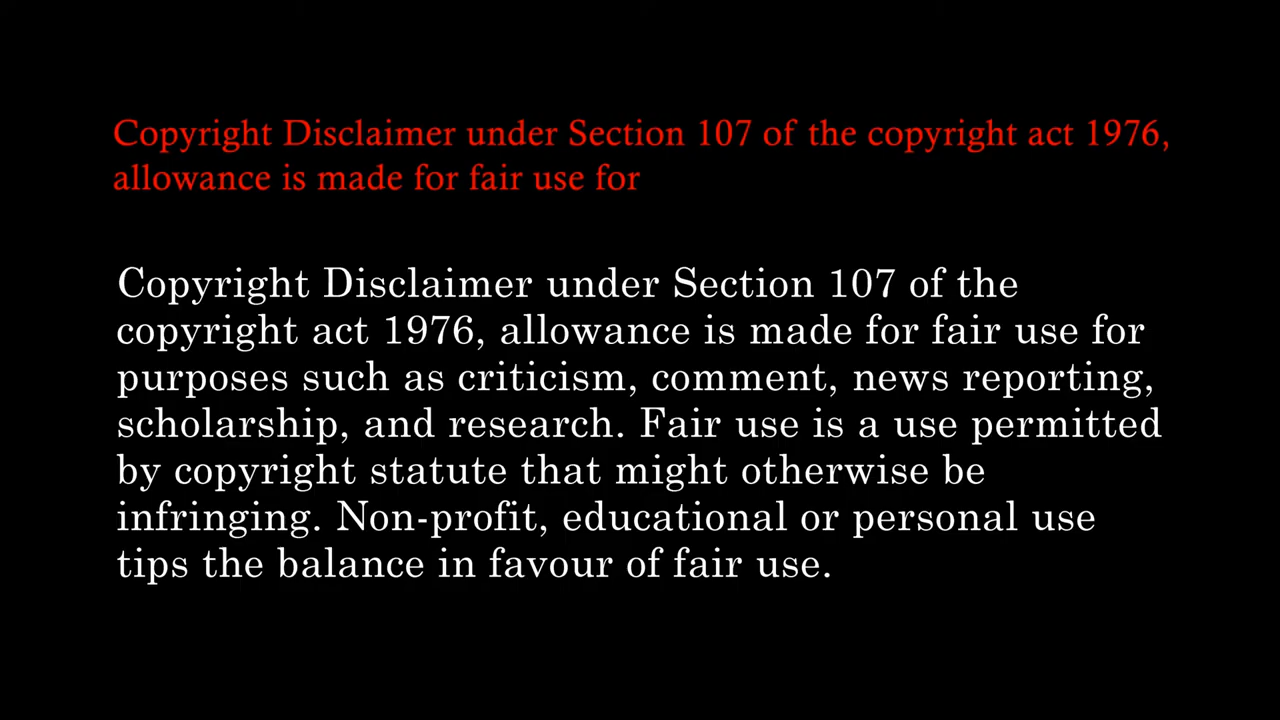 Copyright Disclaimer under Section 107 of the copyright act 1976,
allowance is made for fair use for
Copyright Disclaimer under Section 107 of the
copyright act 1976, allowance is made for fair use for
purposes such as criticism, comment, news reporting,
scholarship, and research. Fair use is a use permitted
by copyright statute that might otherwise be
infringing. Non-profit, educational or personal use
tips the balance in favour of fair use.